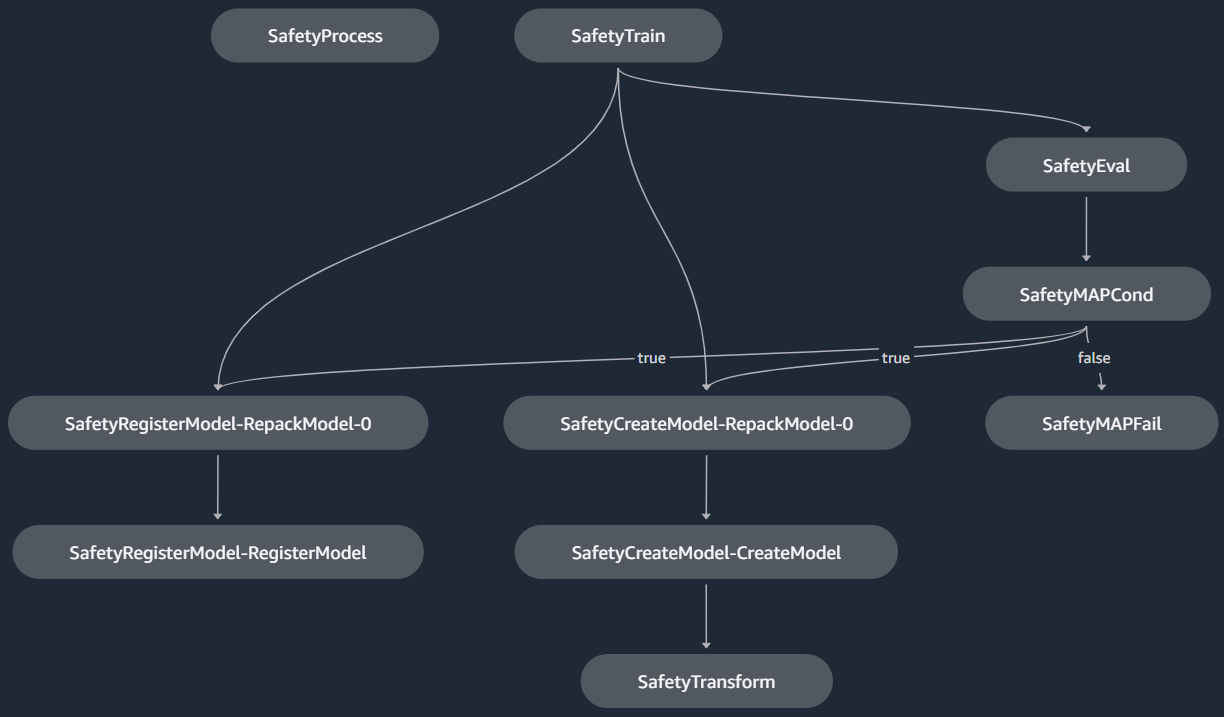 SafetyProcess
SafetyTrain
SafetyEval
SafetyMAPCond
true
true
false
SafetyRegisterModel-RepackModel-0
SafetyCreateModel-RepackModel-0
SafetyMAPFail
SafetyRegisterModel-RegisterModel
SafetyCreateModel-CreateModel
SafetyTransform